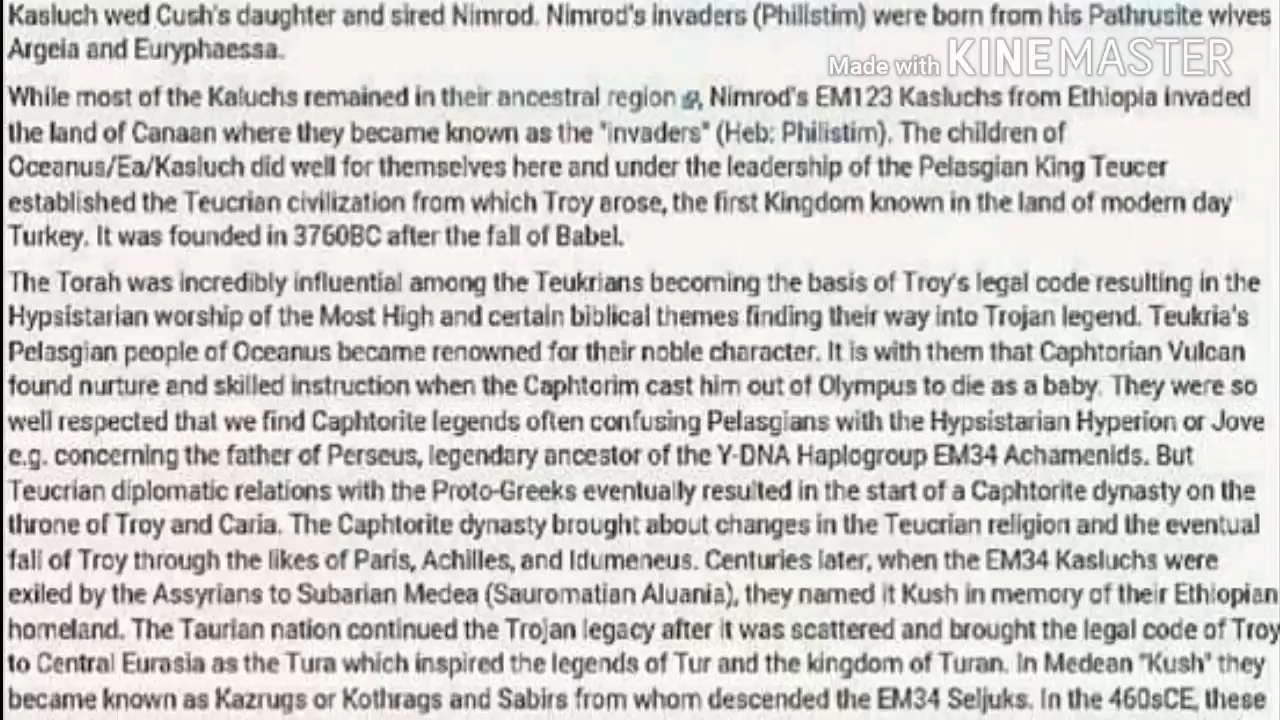 Kasluch wed Cush's daughter and sired Nimrod. Nimrod's invaders (Philistim) were born from his Pathrusite wives
Argeia and Euryphaessa.
Made with KINEMASTER
While most of the Kaluchs remained in their ancestral region, Nimrod's EM123 Kasluchs from Ethiopia invaded
the land of Canaan where they became known as the "invaders" (Heb: Philistim). The children of
Oceanus/Ea/Kasluch did well for themselves here and under the leadership of the Pelasgian King Teucer
established the Teucrian civilization from which Troy arose, the first Kingdom known in the land of modern day
Turkey. It was founded in 3760BC after the fall of Babel.
The Torah was incredibly influential among the Teukrians becoming the basis of Troy's legal code resulting in the
Hypsistarian worship of the Most High and certain biblical themes finding their way into Trojan legend. Teukria's
Pelasgian people of Oceanus became renowned for their noble character. It is with them that Caphtorian Vulcan
found nurture and skilled instruction when the Caphtorim cast him out of Olympus to die as a baby. They were so
well respected that we find Caphtorite legends often confusing Pelasgians with the Hypsistarian Hyperion or Jove
e.g. concerning the father of Perseus, legendary ancestor of the Y-DNA Haplogroup EM34 Achamenids. But
Teucrian diplomatic relations with the Proto-Greeks eventually resulted in the start of a Caphtorite dynasty on the
throne of Troy and Caria. The Caphtorite dynasty brought about changes in the Teucrian religion and the eventual
fall of Troy through the likes of Paris, Achilles, and Idumeneus. Centuries later, when the EM34 Kasluchs were
exiled by the Assyrians to Subarian Medea (Sauromatian Aluania), they named it Kush in memory of their Ethiopian
homeland. The Taurian nation continued the Trojan legacy after it was scattered and brought the legal code of Troy
to Central Eurasia as the Tura which inspired the legends of Tur and the kingdom of Turan. In Medean "Kush" they
became known as Kazrugs or Kothrags and Sabirs from whom descended the EM34 Seljuks. In the 460sCE, these